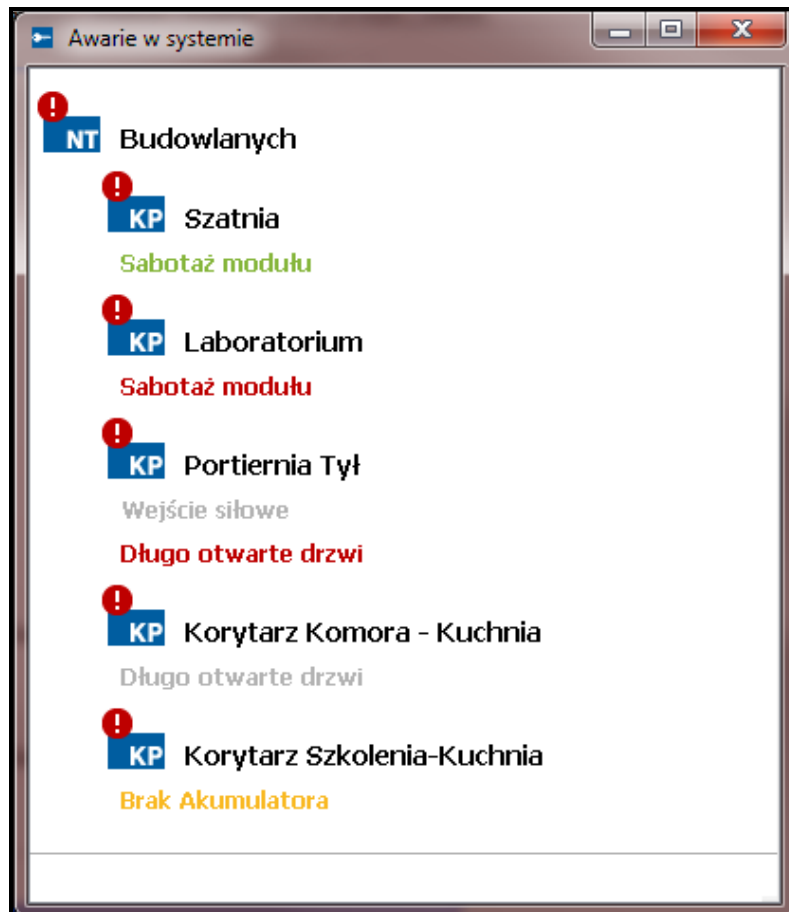 Awarie w systemie
NT Budowlanych
KP Szatnia
Sabotaż modułu
KP Laboratorium
Sabotaż modułu
KP Portiernia Tył
Wejście siłowe
Długo otwarte drzwi
KP Korytarz Komora - Kuchnia
Długo otwarte drzwi
KP Korytarz Szkolenia-Kuchnia
Brak Akumulatora